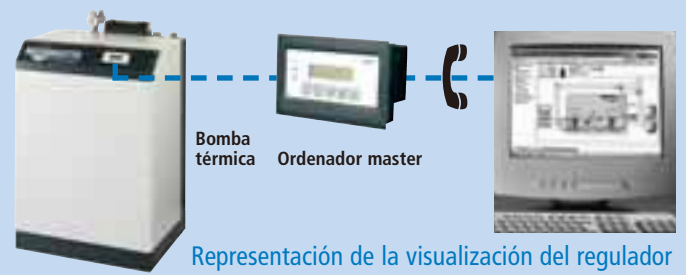 Bomba
térmica
Ordenador master
Representación de la visualización del regulador